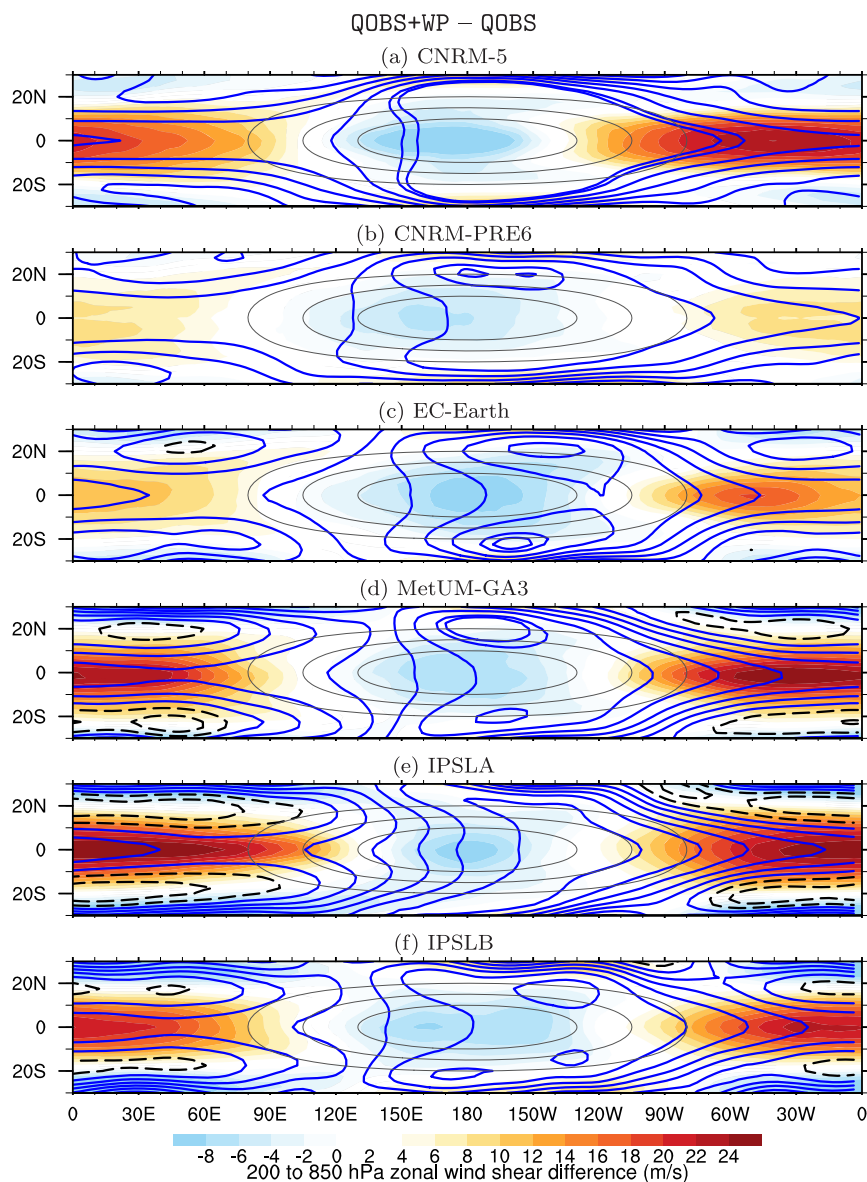 QOBS+WP – QOBS
(a) CNRM-5
20N
0
20S
(b) CNRM-PRE6
20N
0
20S
(c) EC-Earth
20N
0
20S
(d) MetUM-GA3
20N
0
20S
(e) IPSLA
20N
0
20S
(f) IPSLB
20N
0
20S
0 30E 60E 90E 120E 150E 180 150W 120W 90W 60W 30W 0
-8 -6 -4 -2 0 2 4 6 8 10 12 14 16 18 20 22 24
200 to 850 hPa zonal wind shear difference (m/s)